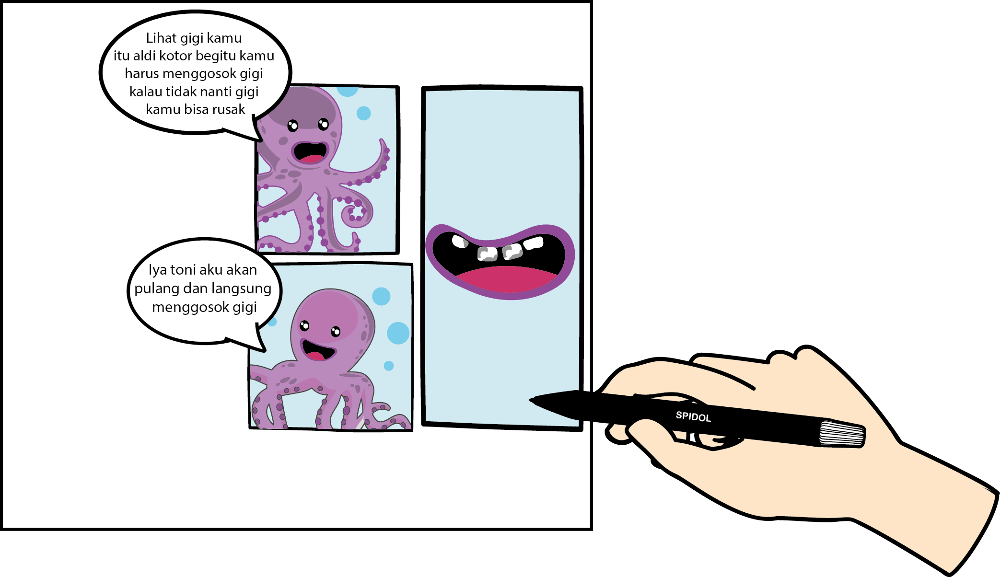 Lihat gigi kamu
itu aldi kotor begitu kamu
harus menggosok gigi
kalau tidak nanti gigi
kamu bisa rusak
Iya toni aku akan
pulang dan langsung
menggosok gigi
SPIDOL